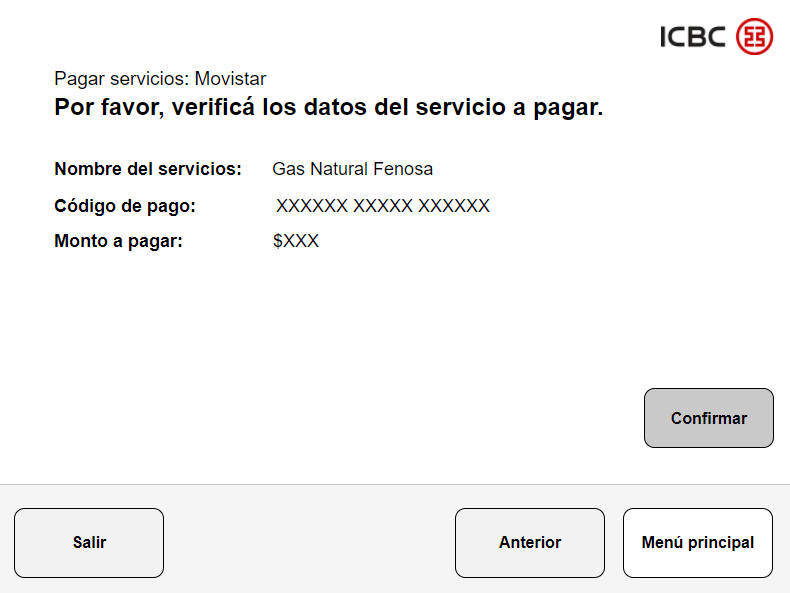 ICBC
Pagar servicios: Movistar
Por favor, verificá los datos del servicio a pagar.
Nombre del servicios: Gas Natural Fenosa
Código de pago: XXXXXX XXXXX XXXXXX
Monto a pagar: $XXX
Confirmar
Salir Anterior Menú principal